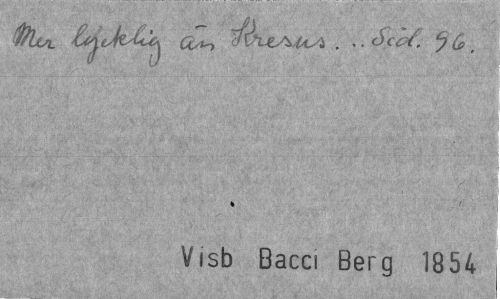 Mer lycklig än Kresus... Sid. 96.
Visb Bacci Berg 1854